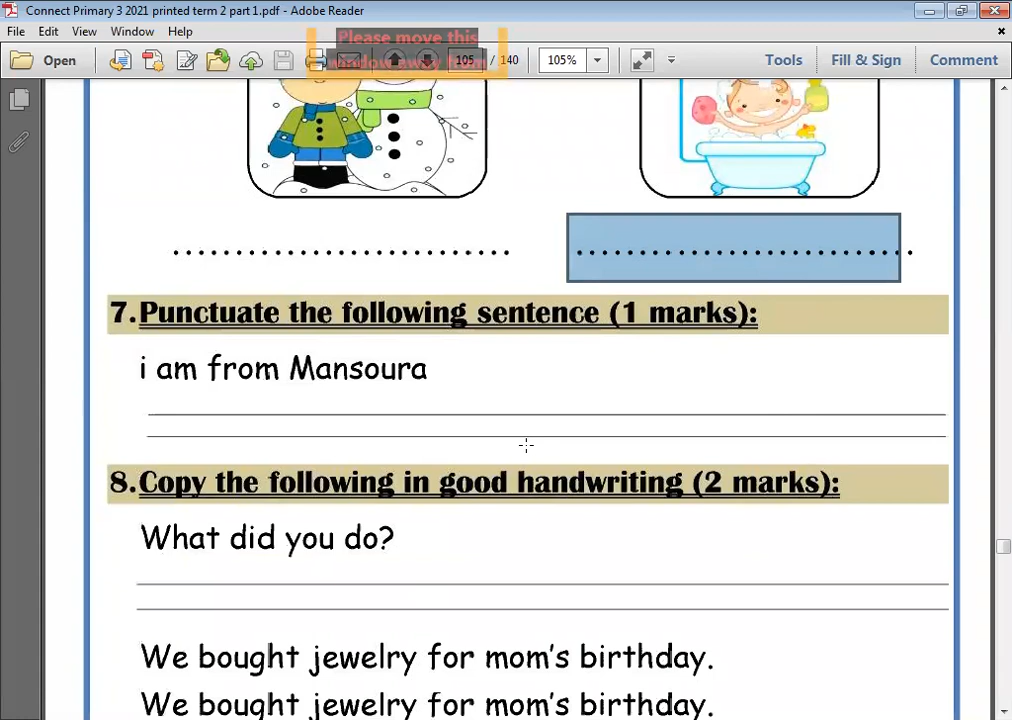 Connect Primary 3 2021 printed term 2 part 1.pdf - Adobe Reader
File Edit View Window Help
Please move this
Open 105 / 140 105% Tools Fill & Sign Comment
7. Punctuate the following sentence (1 marks):
i am from Mansoura
8. Copy the following in good handwriting (2 marks):
What did you do?
We bought jewelry for mom's birthday.
We bought jewelry for mom's birthday.